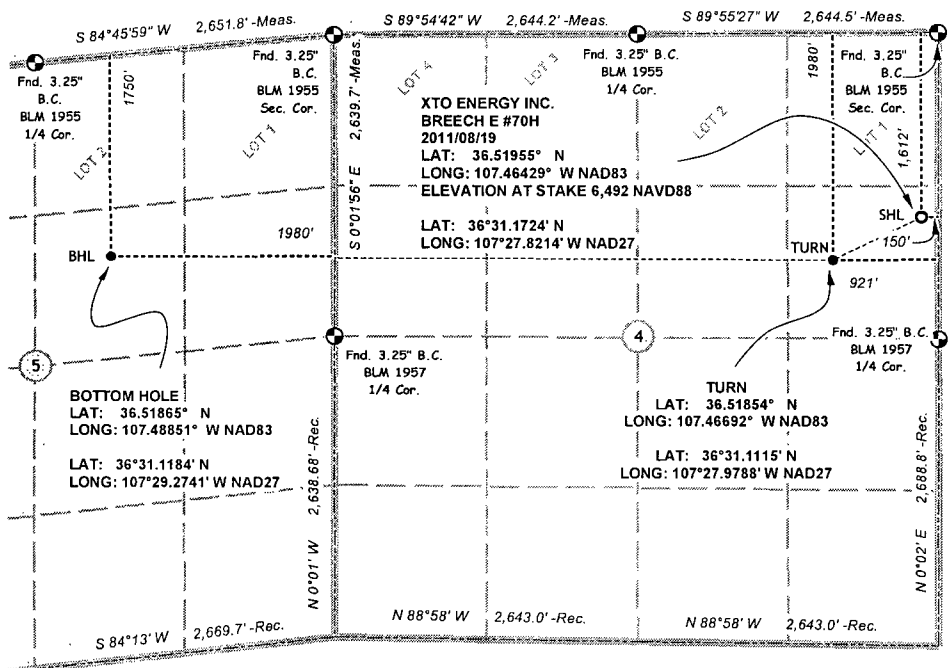 S 84°45'59" W 2,651.8' -Meas.
S 89°54'42" W 2,644.2' -Meas.
S 89°55'27" W 2,644.5' -Meas.
Fnd. 3.25"
B.C.
BLM 1955
1/4 Cor.
1750'
Fnd. 3.25"
B.C.
BLM 1955
Sec. Cor.
LOT 2
LOT 1
S 0°01'56" E 2,639.7' -Meas.
LOT 4
LOT 3
Fnd. 3.25" B.C.
BLM 1955
1/4 Cor.
LOT 2
1980'
Fnd. 3.25"
B.C.
BLM 1955
Sec. Cor.
LOT 1
1,612'
XTO ENERGY INC.
BREECH E #70H
2011/08/19
LAT: 36.51955° N
LONG: 107.46429° W NAD83
ELEVATION AT STAKE 6,492 NAVD88
LAT: 36°31.1724' N
LONG: 107°27.8214' W NAD27
SHL
150'
TURN
921'
1980'
BHL
Fnd. 3.25" B.C.
BLM 1957
1/4 Cor.
Fnd. 3.25" B.C.
BLM 1957
1/4 Cor.
5
4
BOTTOM HOLE
LAT: 36.51865° N
LONG: 107.48851° W NAD83
LAT: 36°31.1184' N
LONG: 107°29.2741' W NAD27
TURN
LAT: 36.51854° N
LONG: 107.46692° W NAD83
LAT: 36°31.1115' N
LONG: 107°27.9788' W NAD27
N 0°01' W 2,638.68' -Rec.
N 0°02' E 2,688.8' -Rec.
S 84°13' W 2,669.7' -Rec.
N 88°58' W 2,643.0' -Rec.
N 88°58' W 2,643.0' -Rec.